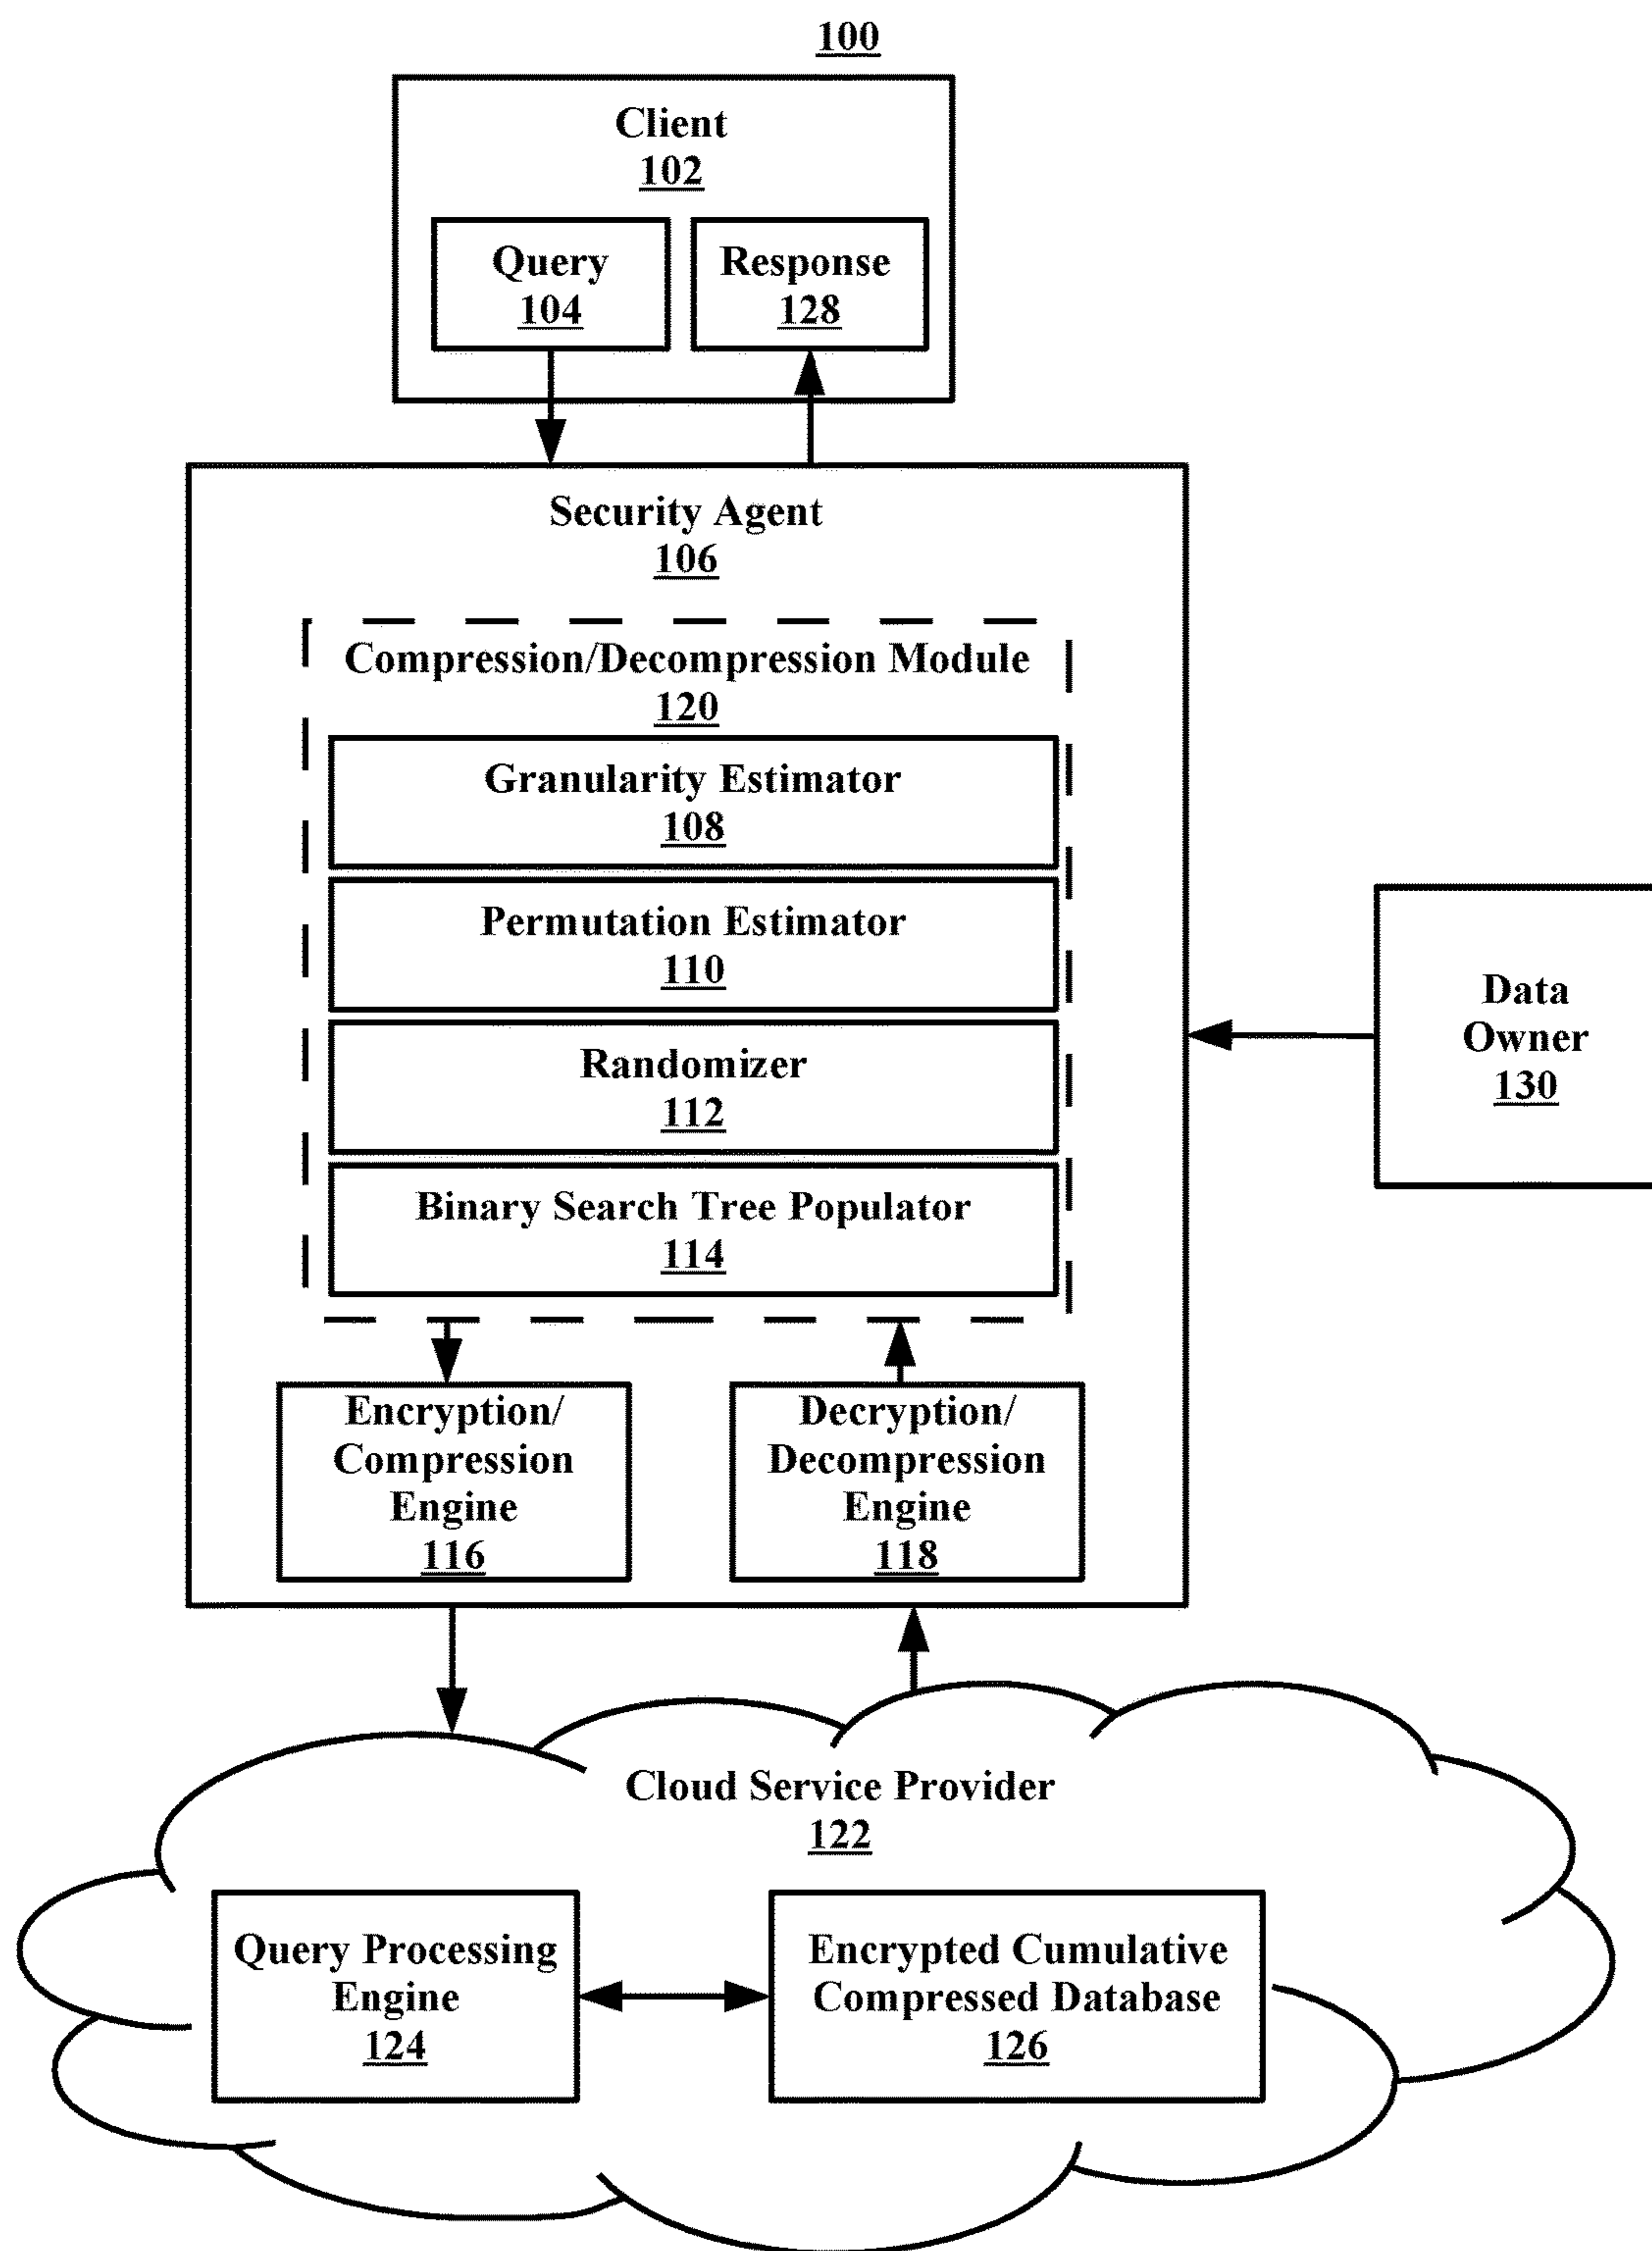 100
Client
102
Query
104
Response
128
Security Agent
106
Compression/Decompression Module
120
Granularity Estimator
108
Permutation Estimator
110
Randomizer
112
Binary Search Tree Populator
114
Data
Owner
130
Encryption/
Compression
Engine
116
Decryption/
Decompression
Engine
118
Cloud Service Provider
122
Query Processing
Engine
124
Encrypted Cumulative
Compressed Database
126